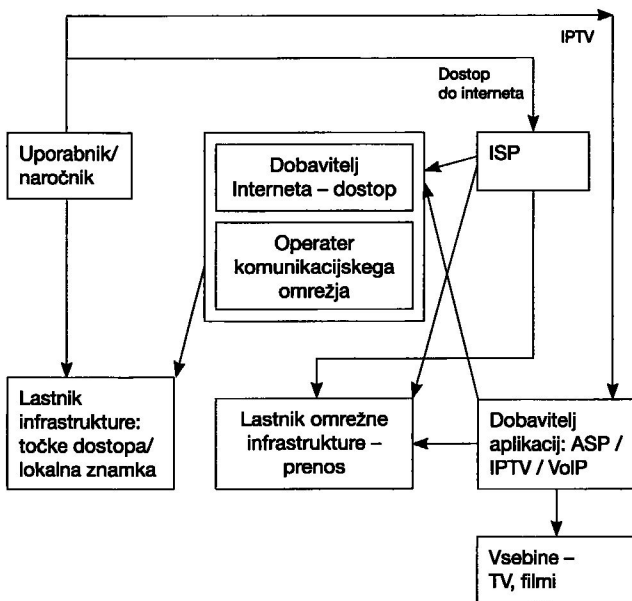 IPTV
Dostop
do interneta
Uporabnik/
naročnik
Dobavitelj
Interneta – dostop
Operater
komunikacijskega
omrežja
ISP
Lastnik
infrastrukture:
točke dostopa/
lokalna znamka
Lastnik omrežne
infrastrukture –
prenos
Dobavitelj
aplikacij: ASP /
IPTV / VoIP
Vsebine –
TV, filmi